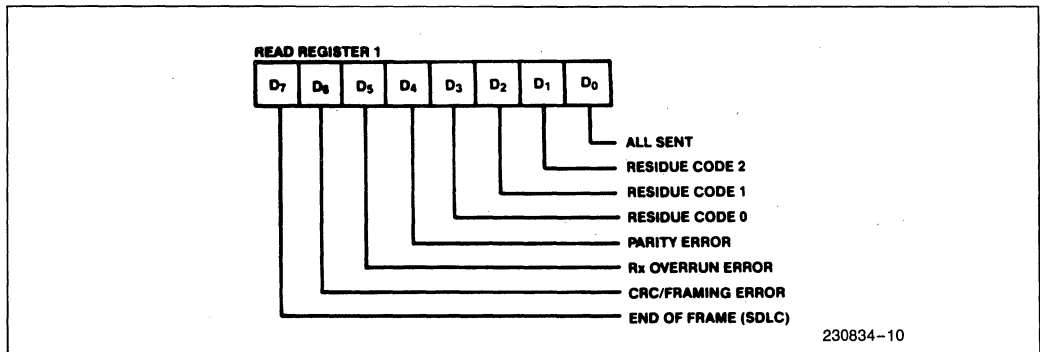 READ REGISTER 1
D7 D6 D5 D4 D3 D2 D1 D0
ALL SENT
RESIDUE CODE 2
RESIDUE CODE 1
RESIDUE CODE 0
PARITY ERROR
Rx OVERRUN ERROR
CRC/FRAMING ERROR
END OF FRAME (SDLC)
230834-10